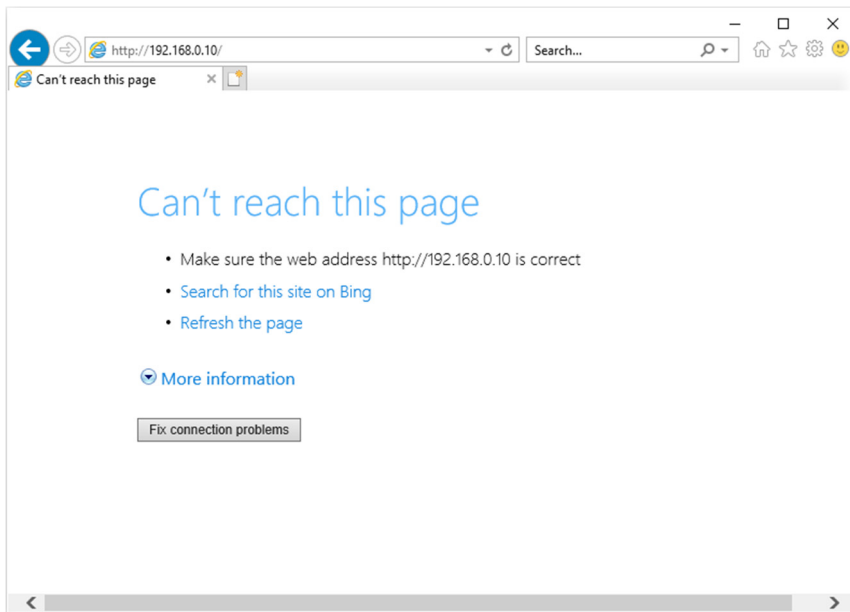 http://192.168.0.10/
Search...
Can't reach this page
Can't reach this page
• Make sure the web address http://192.168.0.10 is correct
• Search for this site on Bing
• Refresh the page
More information
Fix connection problems